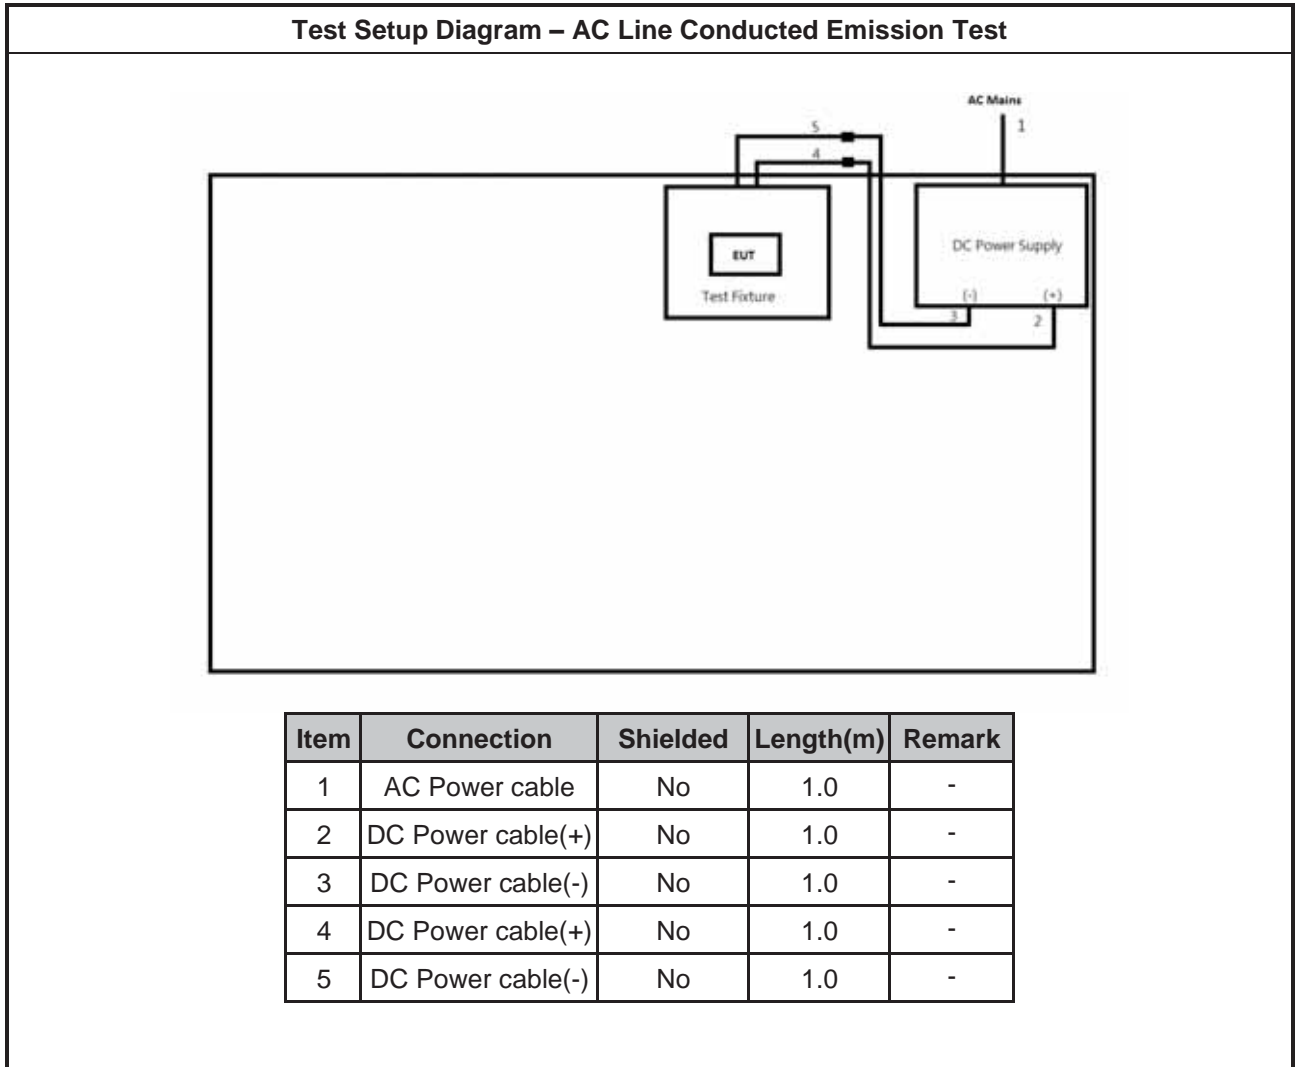 Test Setup Diagram – AC Line Conducted Emission Test
AC Mains
1
5
4
EUT
Test Fixture
DC Power Supply
(-) (+)
3 2
Item Connection Shielded Length(m) Remark
1 AC Power cable No 1.0 -
2 DC Power cable(+) No 1.0 -
3 DC Power cable(-) No 1.0 -
4 DC Power cable(+) No 1.0 -
5 DC Power cable(-) No 1.0 -